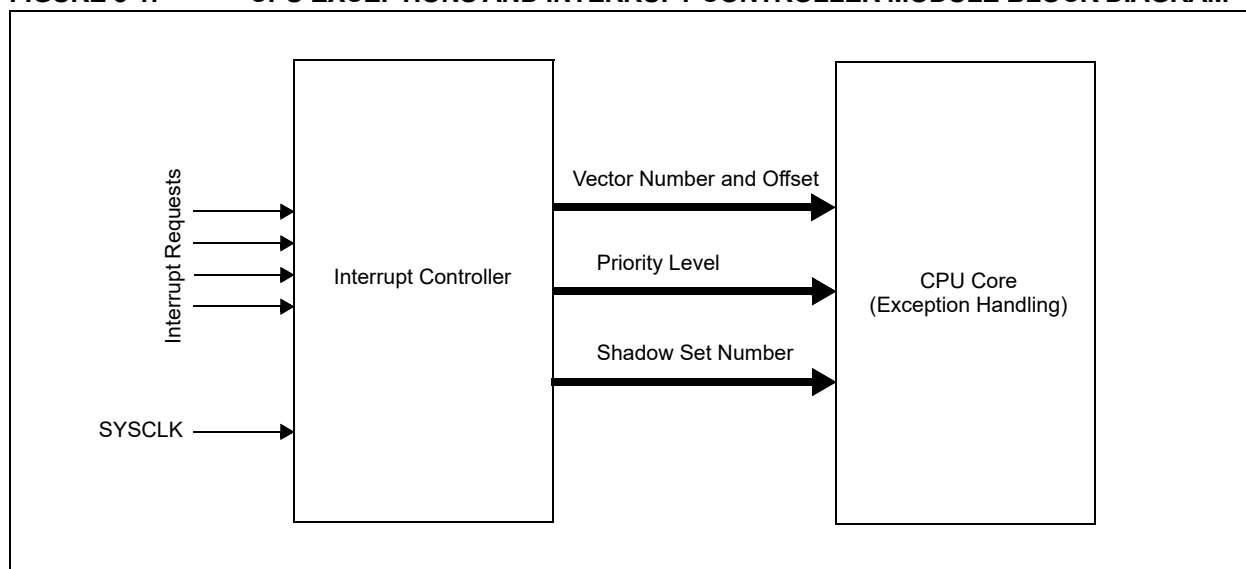 Vector Number and Offset
Interrupt Requests
Priority Level
Interrupt Controller
CPU Core
(Exception Handling)
Shadow Set Number
SYSCLK